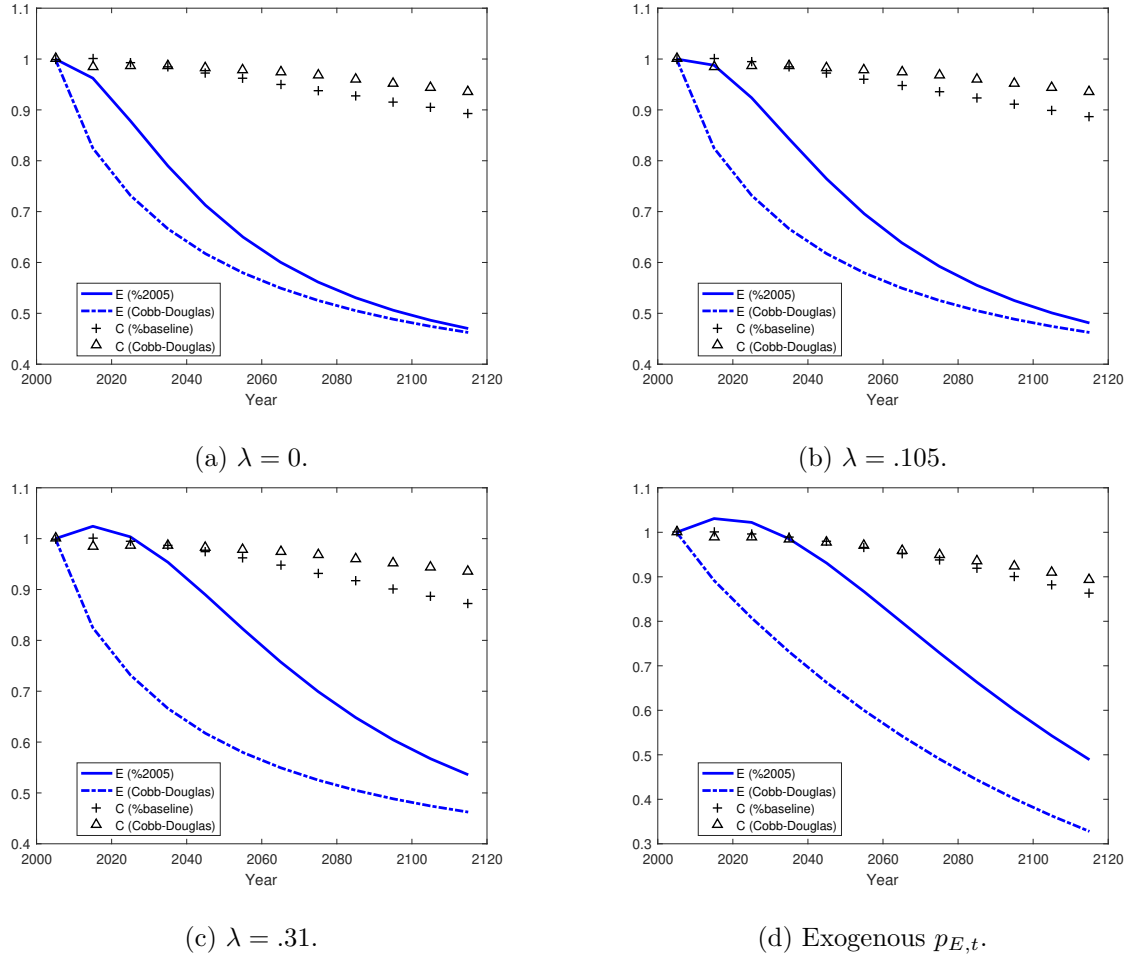 1.1
1
0.9
0.8
0.7
0.6
0.5
0.4
E (%2005)
E (Cobb-Douglas)
C (%baseline)
C (Cobb-Douglas)
2000 2020 2040 2060 2080 2100 2120
Year
(a) λ = 0.
1.1
1
0.9
0.8
0.7
0.6
0.5
0.4
E (%2005)
E (Cobb-Douglas)
C (%baseline)
C (Cobb-Douglas)
2000 2020 2040 2060 2080 2100 2120
Year
(b) λ = .105.
1.1
1
0.9
0.8
0.7
0.6
0.5
0.4
E (%2005)
E (Cobb-Douglas)
C (%baseline)
C (Cobb-Douglas)
2000 2020 2040 2060 2080 2100 2120
Year
(c) λ = .31.
1.1
1
0.9
0.8
0.7
0.6
0.5
0.4
0.3
E (%2005)
E (Cobb-Douglas)
C (%baseline)
C (Cobb-Douglas)
2000 2020 2040 2060 2080 2100 2120
Year
(d) Exogenous p_{E,t}.